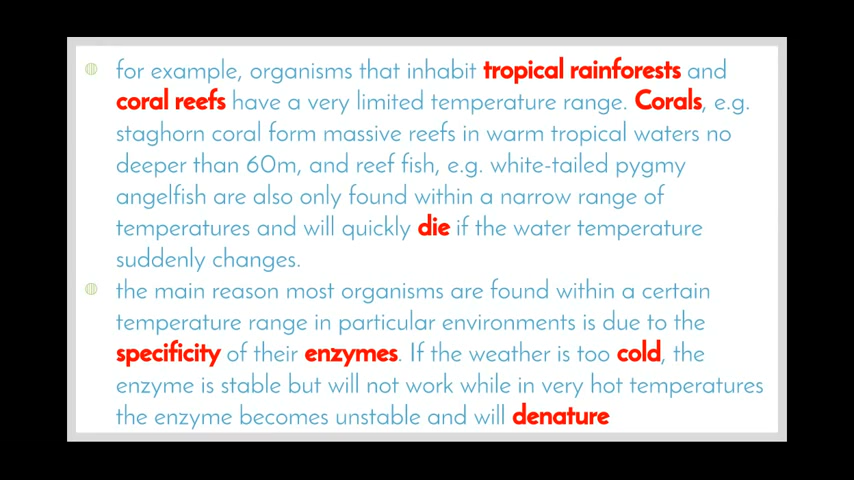 for example, organisms that inhabit tropical rainforests and
coral reefs have a very limited temperature range. Corals, e.g.
staghorn coral form massive reefs in warm tropical waters no
deeper than 60m, and reef fish, e.g. white-tailed pygmy
angelfish are also only found within a narrow range of
temperatures and will quickly die if the water temperature
suddenly changes.
the main reason most organisms are found within a certain
temperature range in particular environments is due to the
specificity of their enzymes. If the weather is too cold, the
enzyme is stable but will not work while in very hot temperatures
the enzyme becomes unstable and will denature